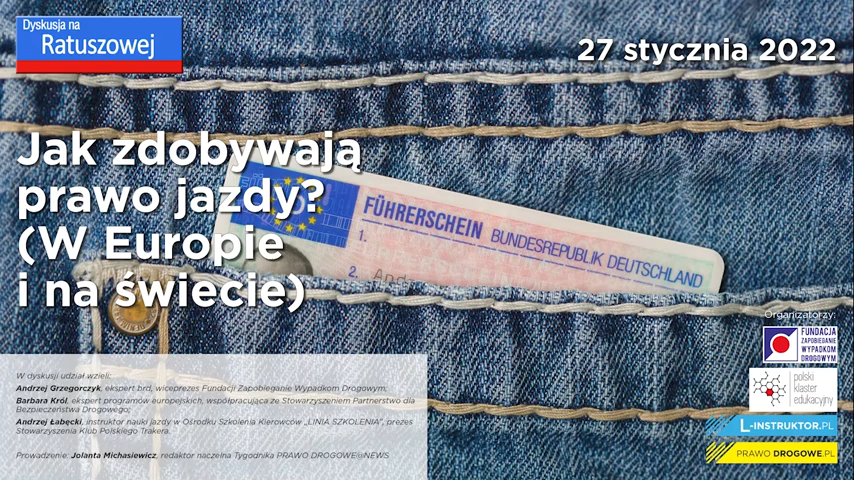 Dyskusja na
Ratuszowej
27 stycznia 2022
Jak zdobywają
prawo jazdy?
(W Europie
i na świecie)
FÜHRERSCHEIN BUNDESREPUBLIK DEUTSCHLAND
1.
2. And
Organizatorzy:
FUNDACJA
ZAPOBIEGANIE
WYPADKOM
DROGOWYM
polski
klaster
edukacyjny
L-INSTRUKTOR.PL
PRAWO DROGOWE.PL
W dyskusji udział wzięli:
Andrzej Grzegorczyk, ekspert brd, wiceprezes Fundacji Zapobieganie Wypadkom Drogowym;
Barbara Król, ekspert programów europejskich, współpracująca ze Stowarzyszeniem Partnerstwo dla
Bezpieczeństwa Drogowego;
Andrzej Łabęcki, instruktor nauki jazdy w Ośrodku Szkolenia Kierowców „LINIA SZKOLENIA”, prezes
Stowarzyszenia Klub Polskiego Trakera.
Prowadzenie: Jolanta Michasiewicz, redaktor naczelna Tygodnika PRAWO DROGOWE@NEWS